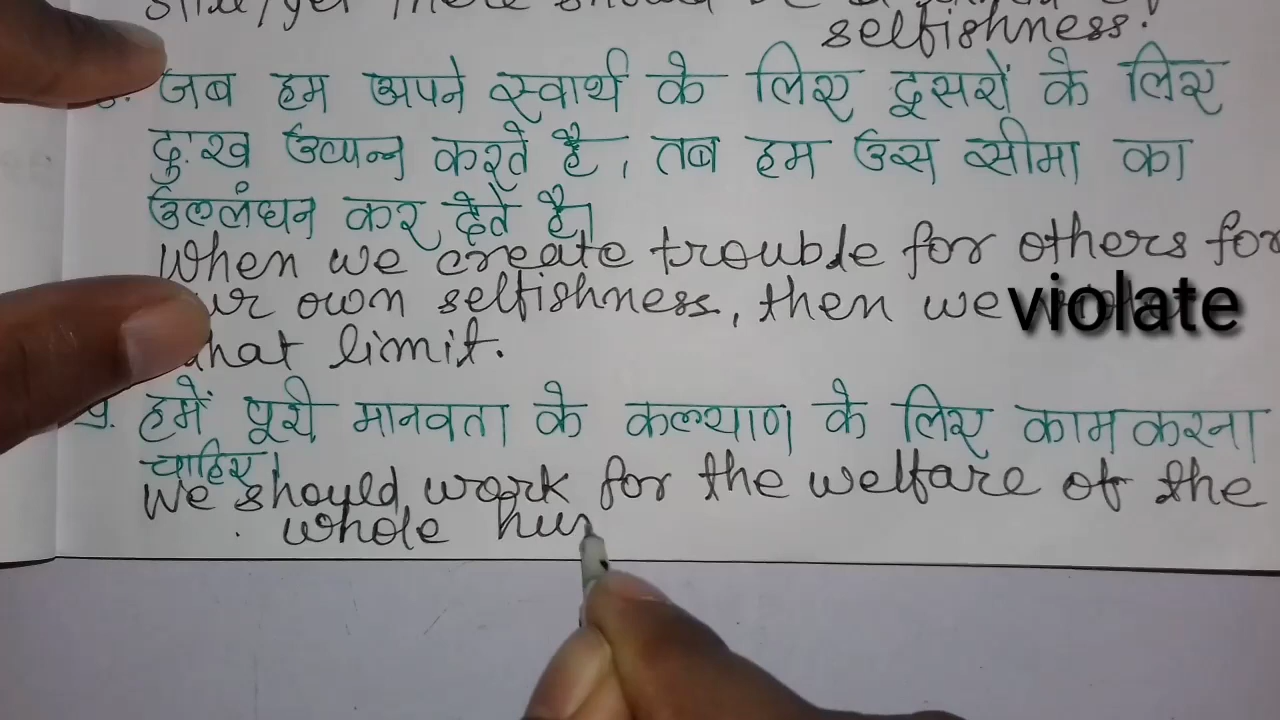 selfishness.
जब हम अपने स्वार्थ के लिए दूसरों के लिए
दुःख उत्पन्न करते है, तब हम उस सीमा का
उल्लंघन कर देते है।
When we create trouble for others for
own selfishness, then we violate
that limit.
५. हमें पूरी मानवता के कल्याण के लिए काम करना
चाहिए।
We should work for the welfare of the
whole hum